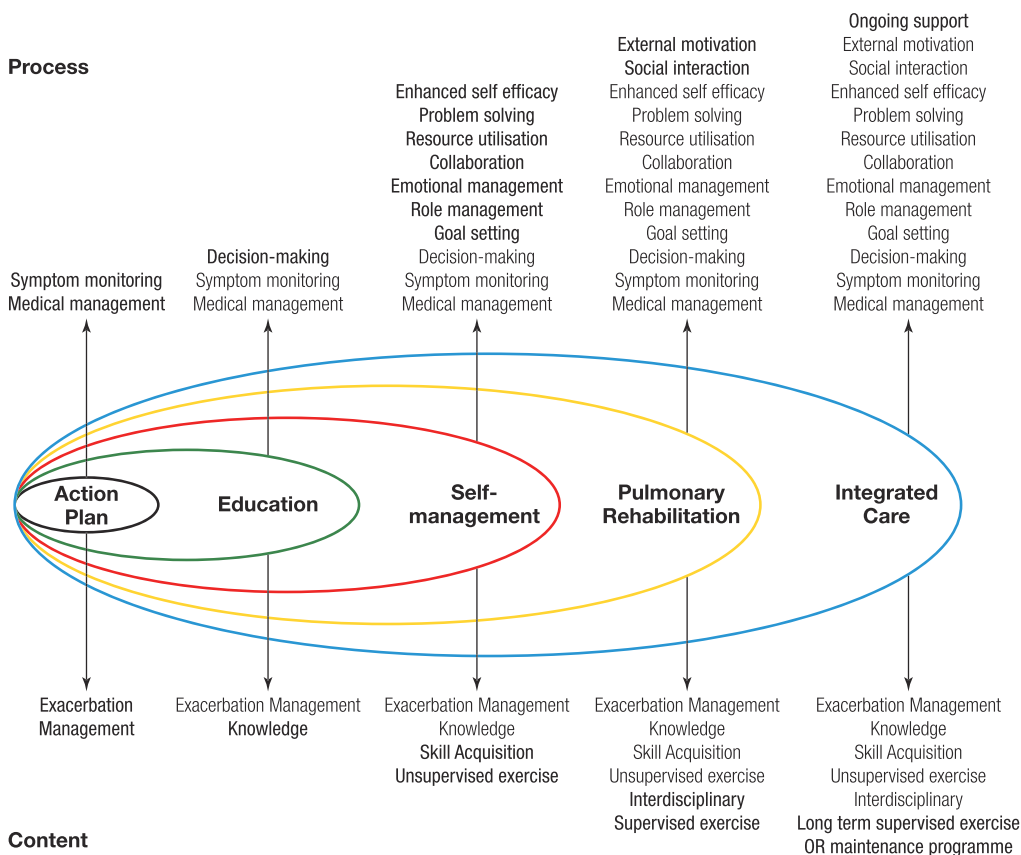 Process
Symptom monitoring
Medical management
Decision-making
Symptom monitoring
Medical management
Enhanced self efficacy
Problem solving
Resource utilisation
Collaboration
Emotional management
Role management
Goal setting
Decision-making
Symptom monitoring
Medical management
External motivation
Social interaction
Enhanced self efficacy
Problem solving
Resource utilisation
Collaboration
Emotional management
Role management
Goal setting
Decision-making
Symptom monitoring
Medical management
Ongoing support
External motivation
Social interaction
Enhanced self efficacy
Problem solving
Resource utilisation
Collaboration
Emotional management
Role management
Goal setting
Decision-making
Symptom monitoring
Medical management
Action
Plan
Education
Self-
management
Pulmonary
Rehabilitation
Integrated
Care
Exacerbation
Management
Exacerbation Management
Knowledge
Exacerbation Management
Knowledge
Skill Acquisition
Unsupervised exercise
Exacerbation Management
Knowledge
Skill Acquisition
Unsupervised exercise
Interdisciplinary
Supervised exercise
Exacerbation Management
Knowledge
Skill Acquisition
Unsupervised exercise
Interdisciplinary
Long term supervised exercise
OR maintenance programme
Content